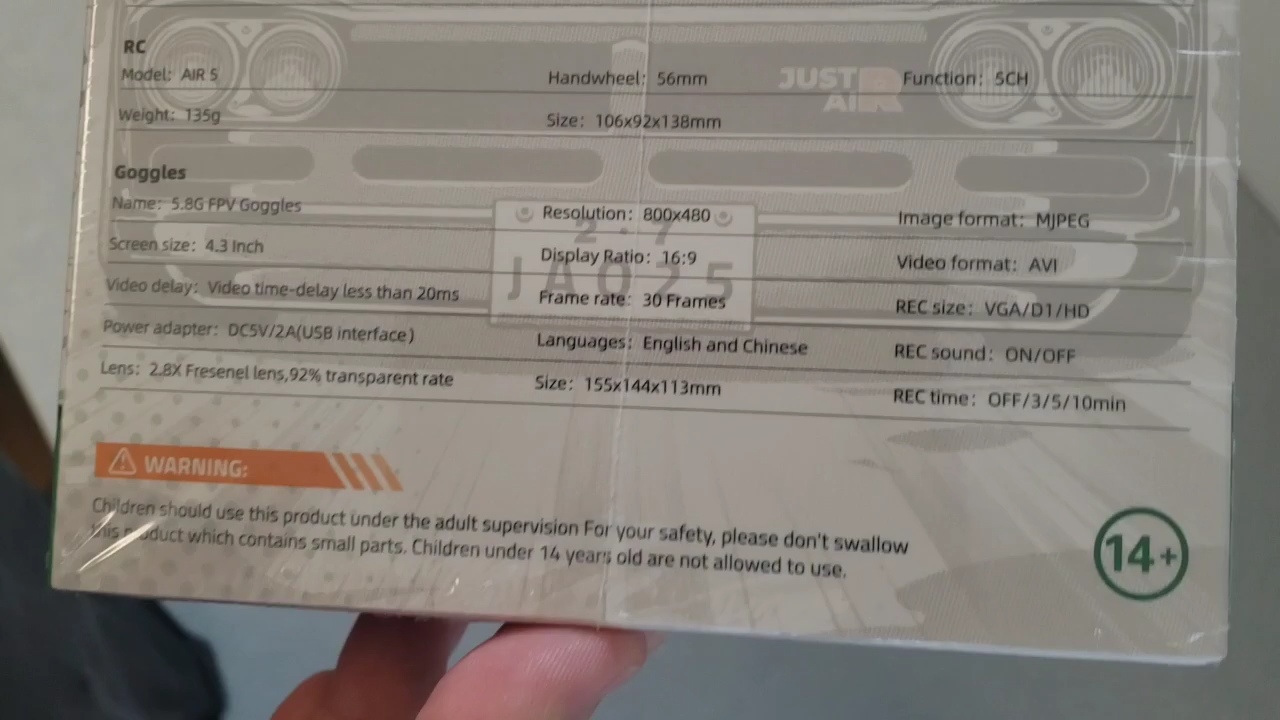 RC
Model: AIR 5 Handwheel: 56mm JUST AIR Function: 5CH
Weight: 135g Size: 106x92x138mm
Goggles
Name: 5.8G FPV Goggles Resolution: 800x480 Image format: MJPEG
2·7
Screen size: 4.3 Inch Display Ratio: 16:9 Video format: AVI
JA025
Video delay: Video time-delay less than 20ms Frame rate: 30 Frames REC size: VGA/D1/HD
Power adapter: DC5V/2A(USB interface) Languages: English and Chinese REC sound: ON/OFF
Lens: 2.8X Fresenel lens,92% transparent rate Size: 155x144x113mm REC time: OFF/3/5/10min
WARNING:
Children should use this product under the adult supervision For your safety, please don't swallow
this product which contains small parts. Children under 14 years old are not allowed to use.
14+